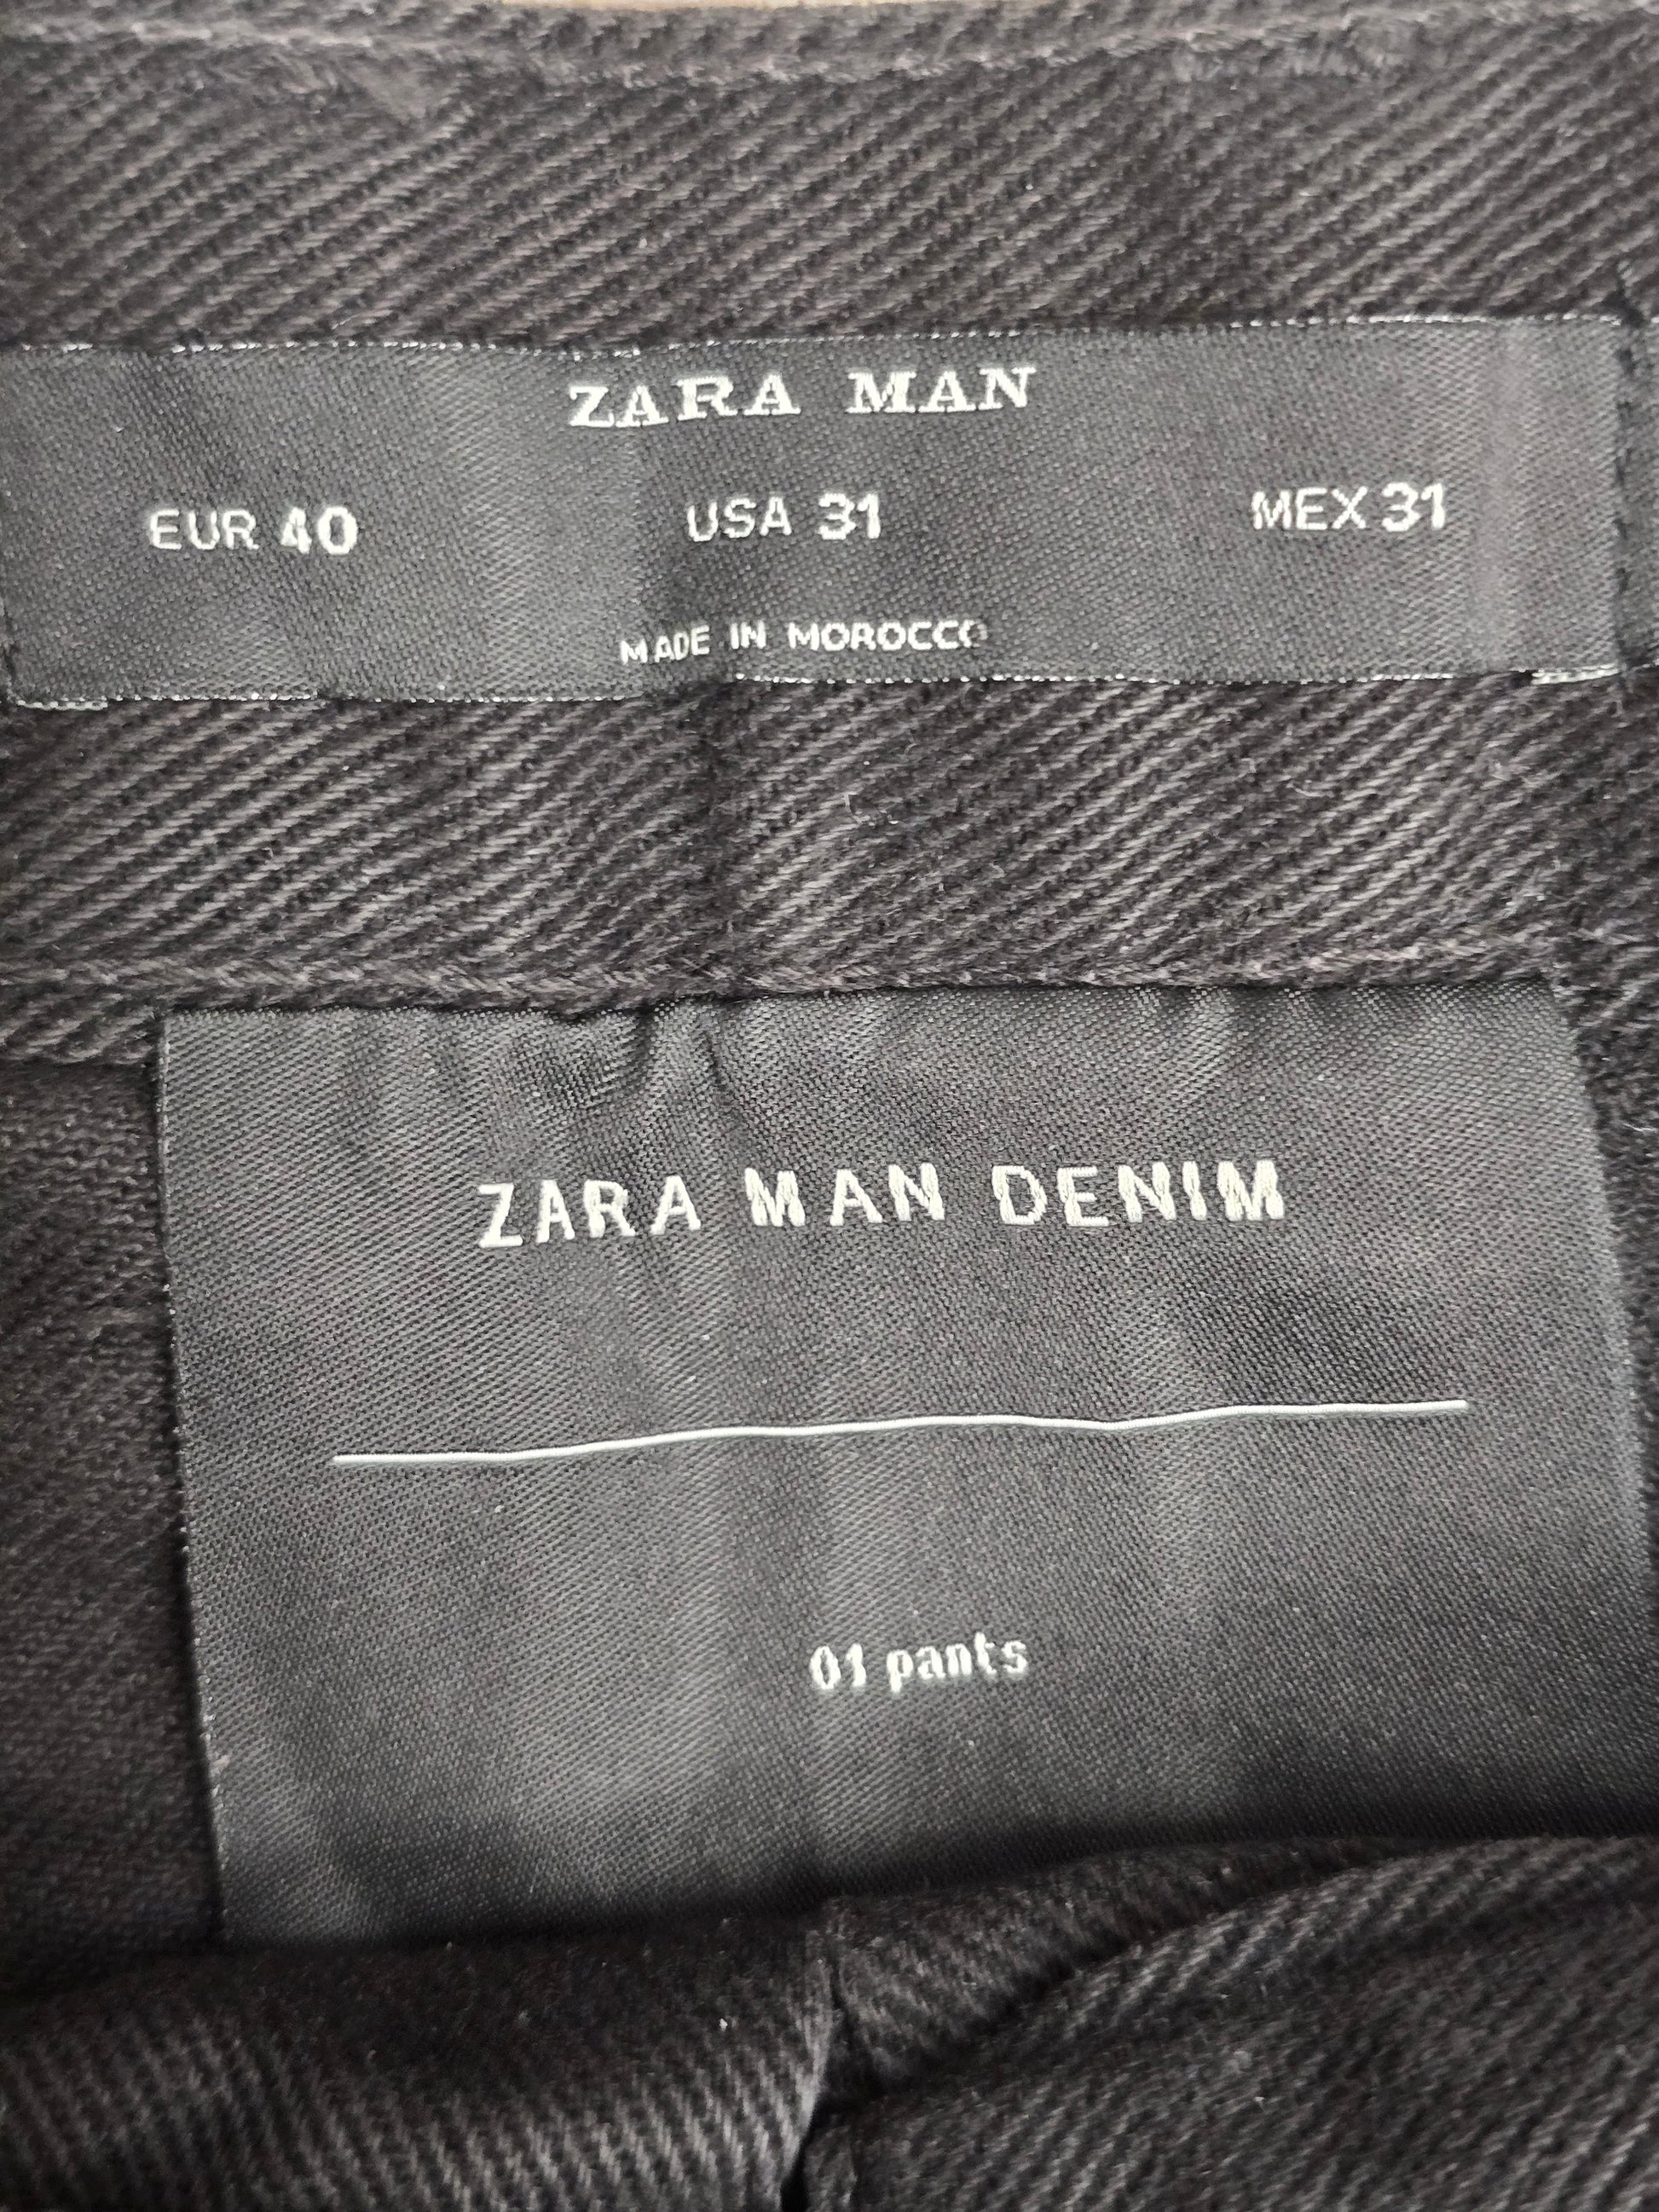 ZARA MAN
EUR 40 USA 31 MEX 31
MADE IN MOROCCO
ZARA MAN DENIM
01 pants